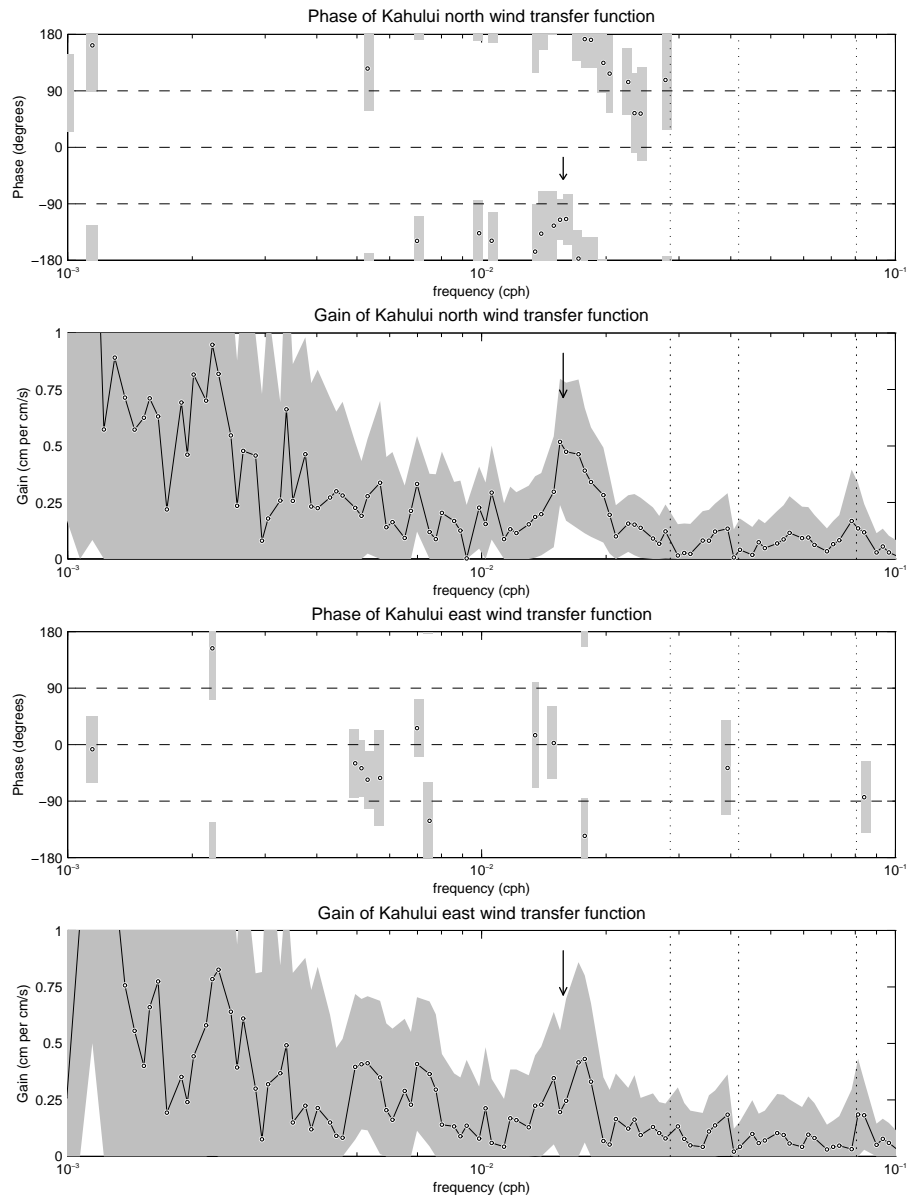 Phase of Kahului north wind transfer function
180
90
0
−90
−180
Phase (degrees)
10⁻³
10⁻²
10⁻¹
frequency (cph)
Gain of Kahului north wind transfer function
1
0.75
0.5
0.25
0
Gain (cm per cm/s)
10⁻³
10⁻²
10⁻¹
frequency (cph)
Phase of Kahului east wind transfer function
180
90
0
−90
−180
Phase (degrees)
10⁻³
10⁻²
10⁻¹
frequency (cph)
Gain of Kahului east wind transfer function
1
0.75
0.5
0.25
0
Gain (cm per cm/s)
10⁻³
10⁻²
10⁻¹
frequency (cph)